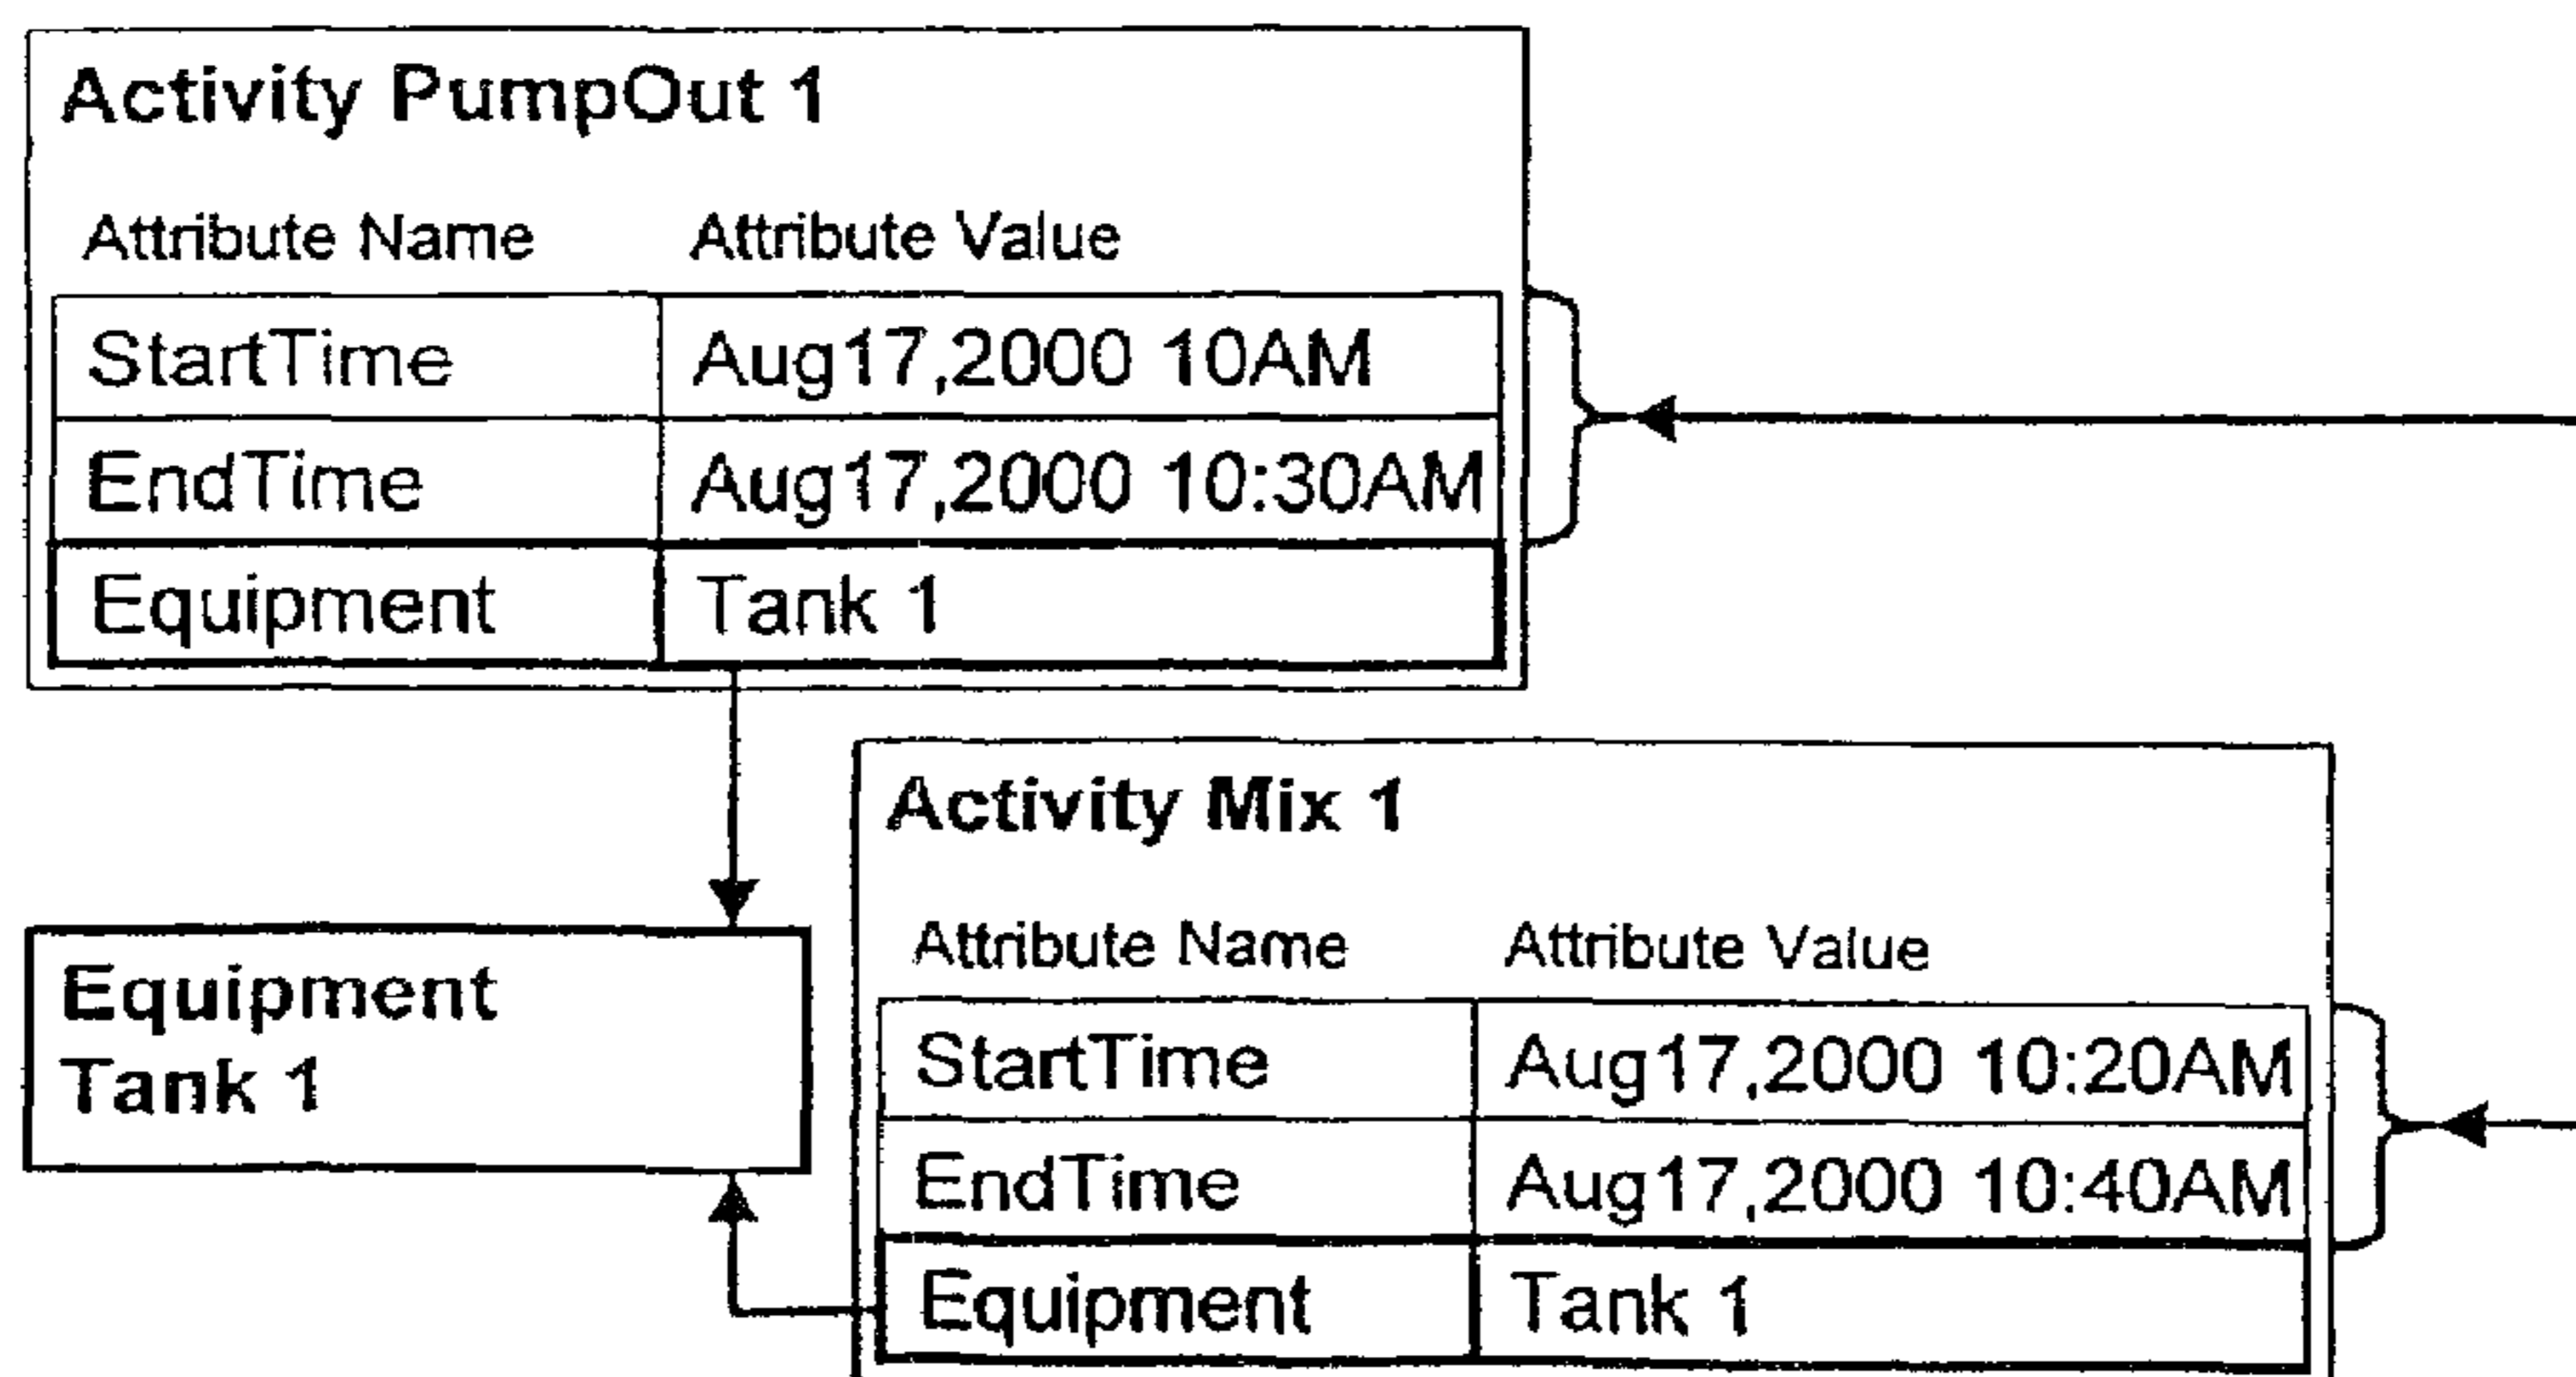 Activity PumpOut 1
Attribute Name Attribute Value
StartTime Aug17,2000 10AM
EndTime Aug17,2000 10:30AM
Equipment Tank 1
Equipment
Tank 1
Activity Mix 1
Attribute Name Attribute Value
StartTime Aug17,2000 10:20AM
EndTime Aug17,2000 10:40AM
Equipment Tank 1